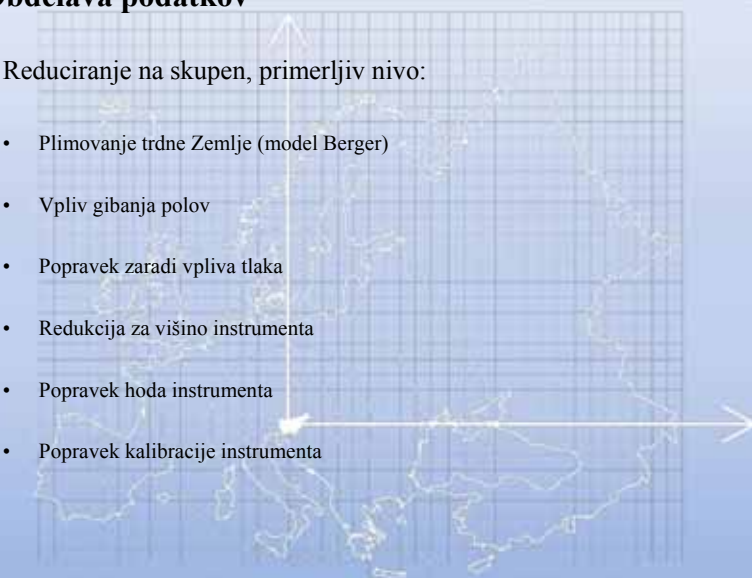 Obdelava podatkov
Reduciranje na skupen, primerljiv nivo:
• Plimovanje trdne Zemlje (model Berger)
• Vpliv gibanja polov
• Popravek zaradi vpliva tlaka
• Redukcija za višino instrumenta
• Popravek hoda instrumenta
• Popravek kalibracije instrumenta